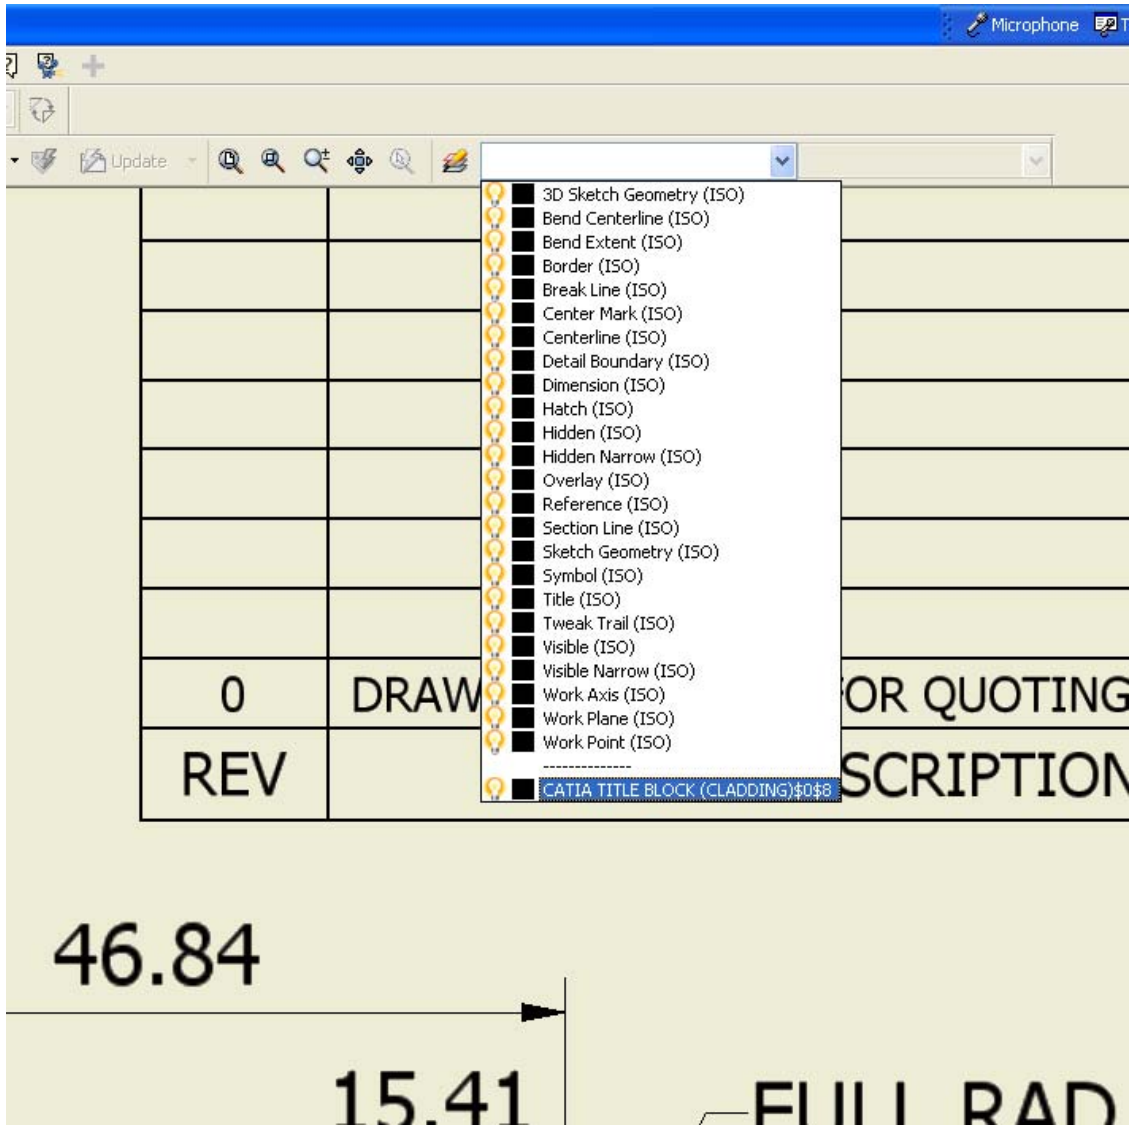 Microphone
Update
3D Sketch Geometry (ISO)
Bend Centerline (ISO)
Bend Extent (ISO)
Border (ISO)
Break Line (ISO)
Center Mark (ISO)
Centerline (ISO)
Detail Boundary (ISO)
Dimension (ISO)
Hatch (ISO)
Hidden (ISO)
Hidden Narrow (ISO)
Overlay (ISO)
Reference (ISO)
Section Line (ISO)
Sketch Geometry (ISO)
Symbol (ISO)
Title (ISO)
Tweak Trail (ISO)
Visible (ISO)
Visible Narrow (ISO)
Work Axis (ISO)
Work Plane (ISO)
Work Point (ISO)
--------------
CATIA TITLE BLOCK (CLADDING)$0$8
0 DRAW OR QUOTING
REV SCRIPTION
46.84
15.41
FULL RAD